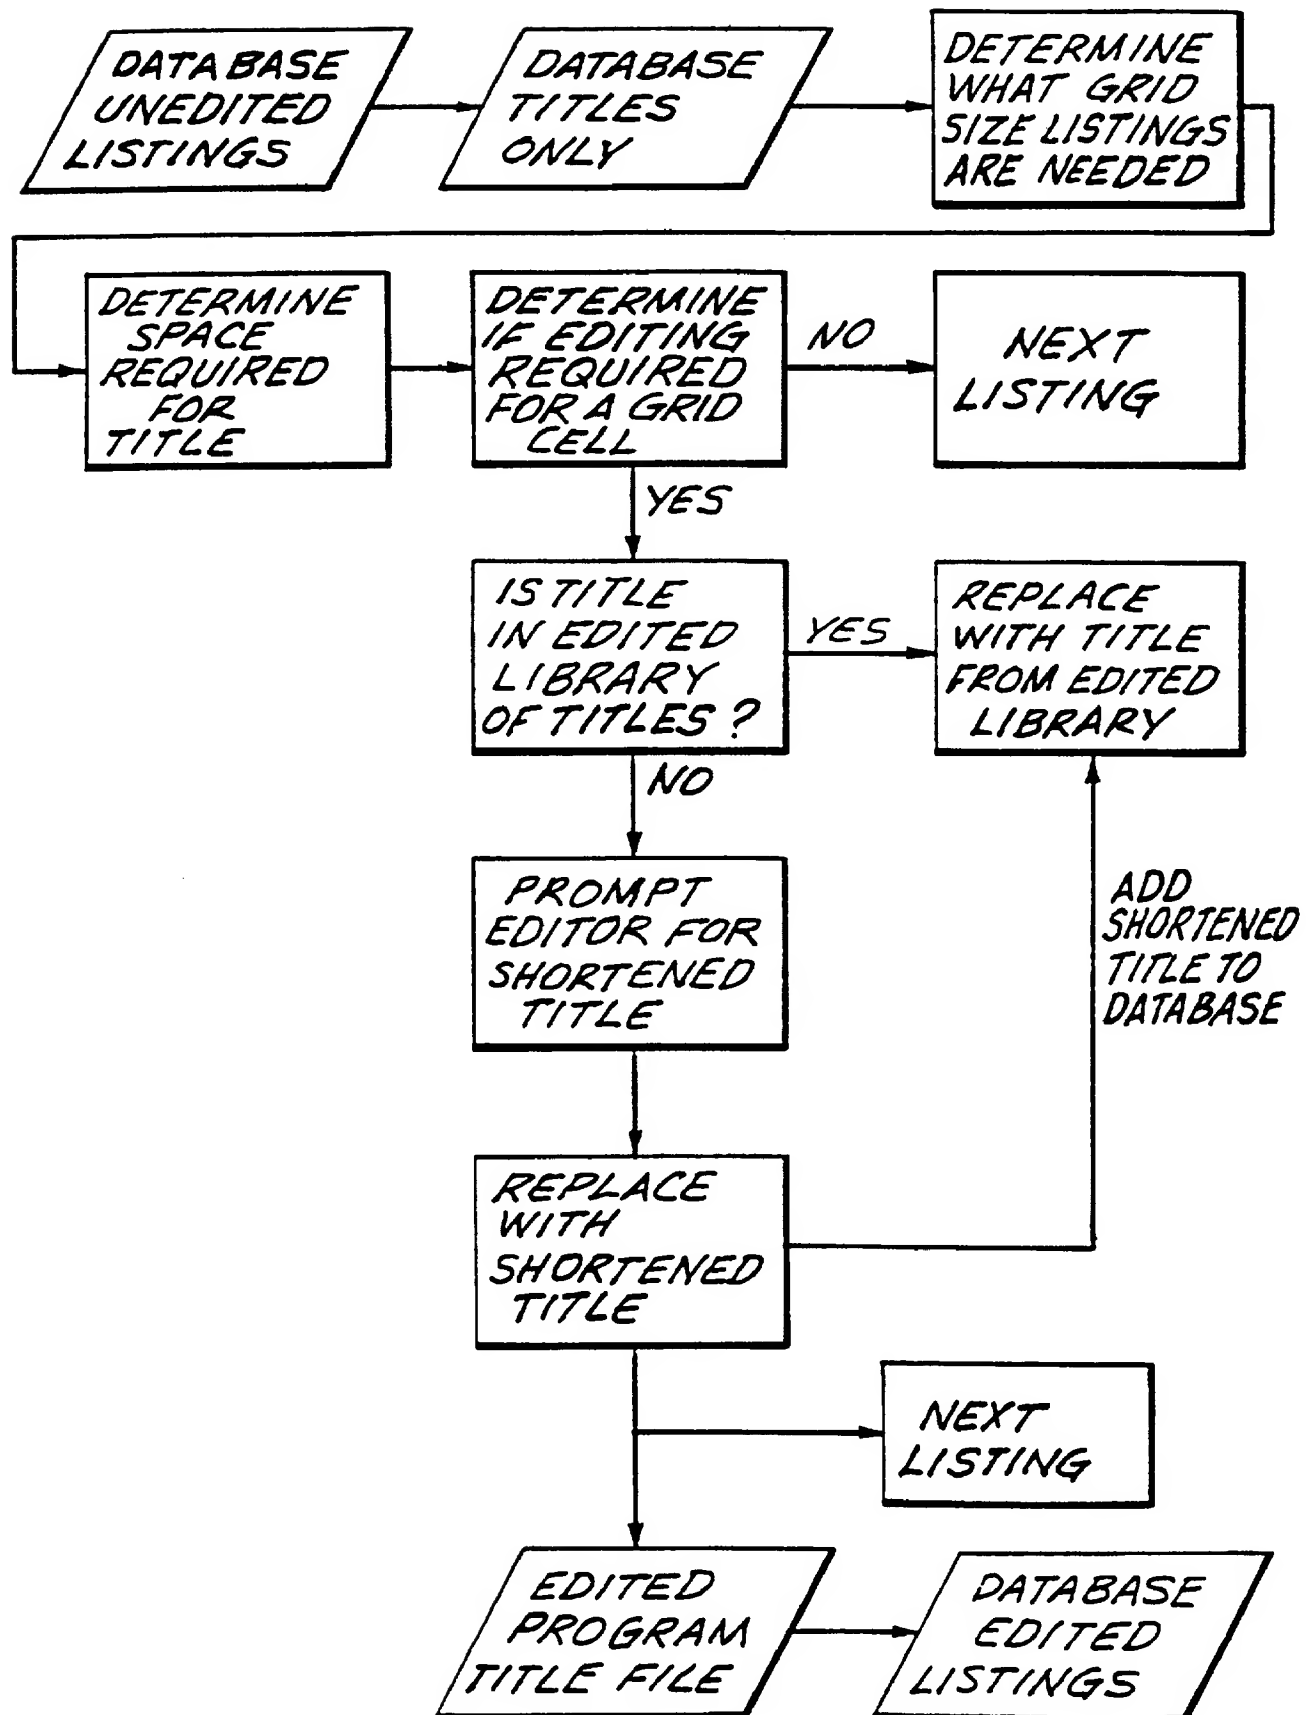 DATABASE
UNEDITED
LISTINGS
DATABASE
TITLES
ONLY
DETERMINE
WHAT GRID
SIZE LISTINGS
ARE NEEDED
DETERMINE
SPACE
REQUIRED
FOR
TITLE
DETERMINE
IF EDITING
REQUIRED
FOR A GRID
CELL
NO
NEXT
LISTING
YES
IS TITLE
IN EDITED
LIBRARY
OF TITLES?
YES
REPLACE
WITH TITLE
FROM EDITED
LIBRARY
NO
PROMPT
EDITOR FOR
SHORTENED
TITLE
ADD
SHORTENED
TITLE TO
DATABASE
REPLACE
WITH
SHORTENED
TITLE
NEXT
LISTING
EDITED
PROGRAM
TITLE FILE
DATABASE
EDITED
LISTINGS